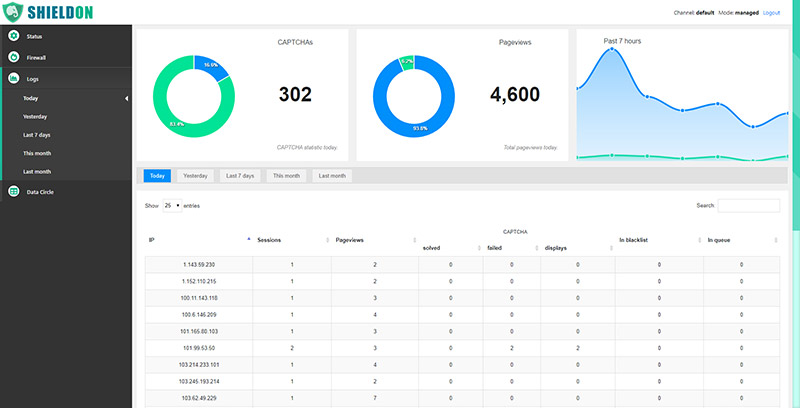 SHIELDON
Channel: default Mode: managed Logout
Status
Firewall
Logs
Today
Yesterday
Last 7 days
This month
Last month
Data Circle
CAPTCHAs
16.6%
83.4%
302
CAPTCHA statistic today.
Pageviews
6.2%
93.8%
4,600
Total pageviews today.
Past 7 hours
Today Yesterday Last 7 days This month Last month
Show 25 entries Search:
CAPTCHA
IP Sessions Pageviews solved failed displays In blacklist In queue
1.143.59.230 1 2 0 0 0 0 0
1.152.110.215 1 2 0 0 0 0 0
100.11.143.118 1 3 0 0 0 0 0
100.6.146.209 1 4 0 0 0 0 0
101.165.80.103 1 3 0 0 0 0 0
101.99.53.50 2 3 0 2 2 0 0
103.214.233.101 1 4 0 0 0 0 0
103.246.193.214 1 2 0 0 0 0 0
103.62.49.229 1 7 0 0 0 0 0